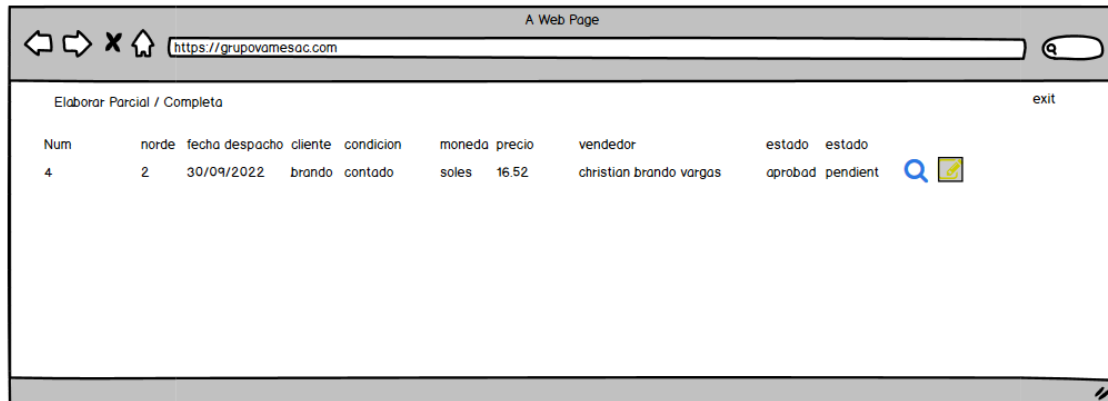 A Web Page
https://grupovamesac.com
Elaborar Parcial / Completa exit
Num norde fecha despacho cliente condicion moneda precio vendedor estado estado
4 2 30/09/2022 brando contado soles 16.52 christian brando vargas aprobad pendient